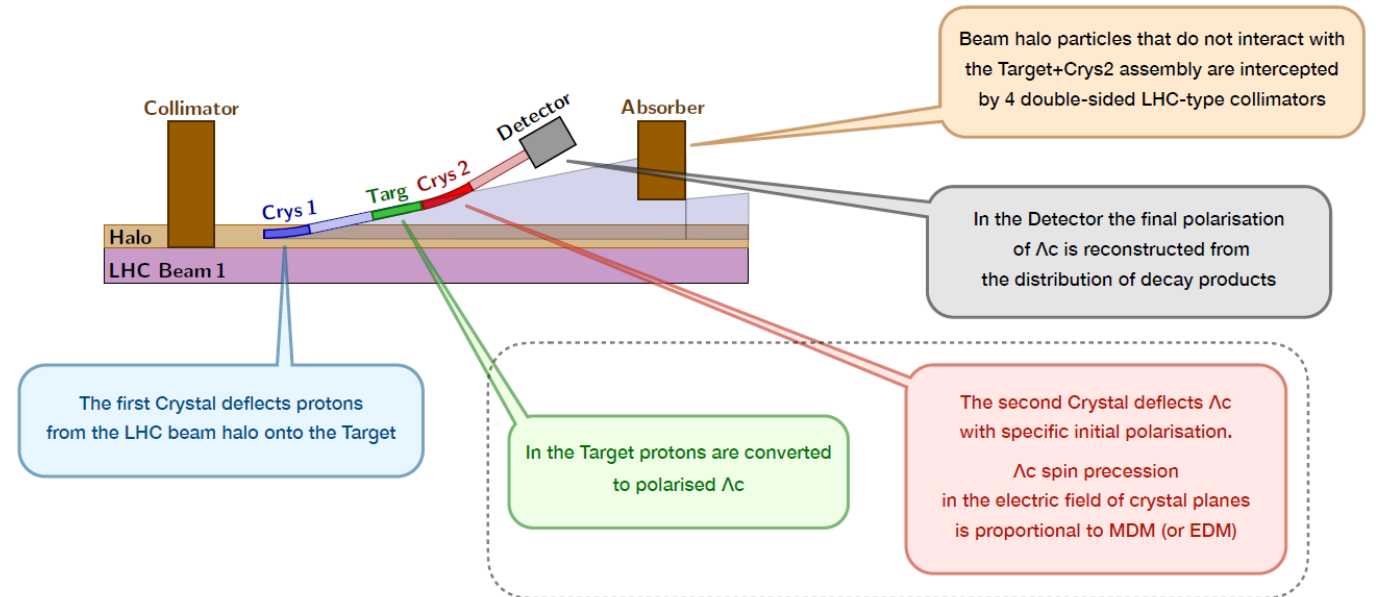 Beam halo particles that do not interact with
the Target+Crys2 assembly are intercepted
by 4 double-sided LHC-type collimators
Collimator
Detector
Absorber
Crys 1
Targ
Crys 2
Halo
LHC Beam 1
In the Detector the final polarisation
of Λc is reconstructed from
the distribution of decay products
The first Crystal deflects protons
from the LHC beam halo onto the Target
In the Target protons are converted
to polarised Λc
The second Crystal deflects Λc
with specific initial polarisation.
Λc spin precession
in the electric field of crystal planes
is proportional to MDM (or EDM)